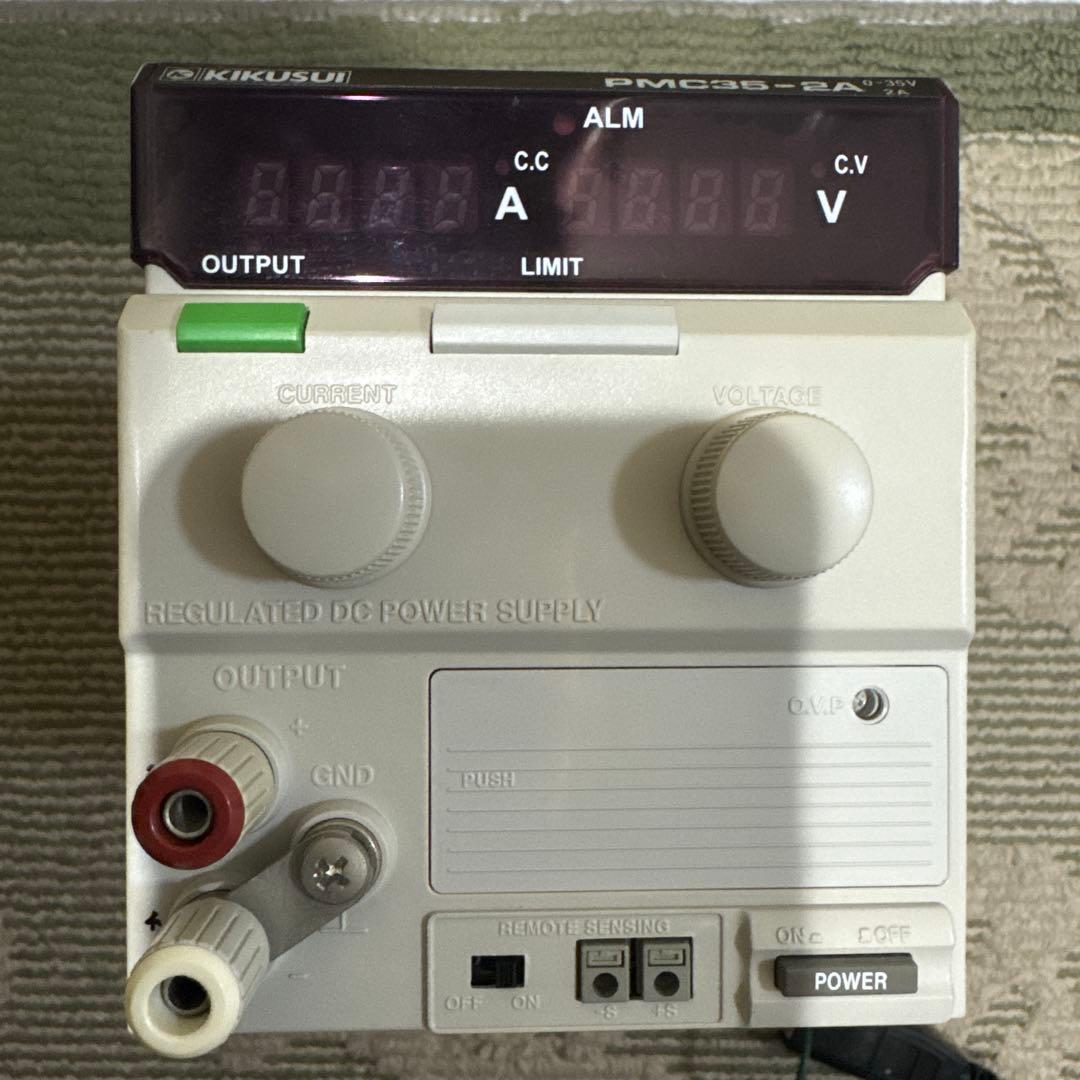 KIKUSUI PMC35-2A 0-35V
2A
ALM
C.C C.V
A V
OUTPUT LIMIT
CURRENT VOLTAGE
REGULATED DC POWER SUPPLY
OUTPUT
+
O.V.P
GND
PUSH
-
REMOTE SENSING
ON OFF
POWER
OFF ON -S +S